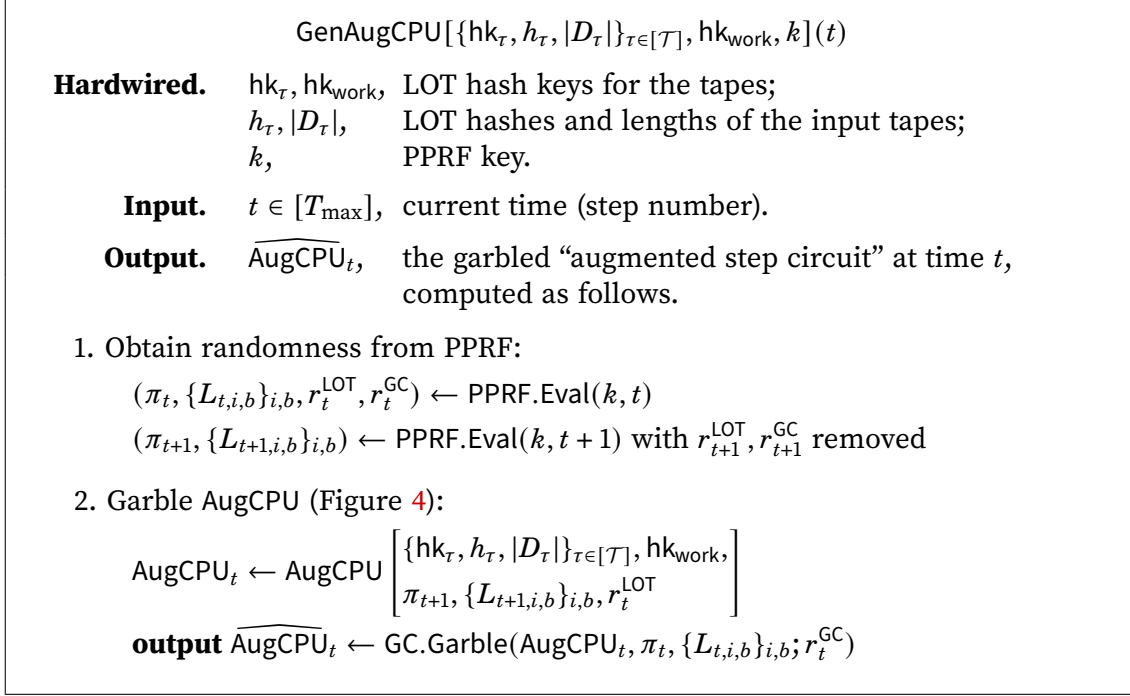 GenAugCPU[{hk_τ, h_τ, |D_τ|}_{τ∈[𝒯]}, hk_work, k](t)
Hardwired. hk_τ, hk_work, LOT hash keys for the tapes;
h_τ, |D_τ|, LOT hashes and lengths of the input tapes;
k, PPRF key.
Input. t ∈ [T_max], current time (step number).
Output. \widehat{AugCPU}_t, the garbled “augmented step circuit” at time t,
computed as follows.
1. Obtain randomness from PPRF:
(π_t, {L_{t,i,b}}_{i,b}, r_t^{LOT}, r_t^{GC}) ← PPRF.Eval(k, t)
(π_{t+1}, {L_{t+1,i,b}}_{i,b}) ← PPRF.Eval(k, t + 1) with r_{t+1}^{LOT}, r_{t+1}^{GC} removed
2. Garble AugCPU (Figure 4):
AugCPU_t ← AugCPU [{hk_τ, h_τ, |D_τ|}_{τ∈[𝒯]}, hk_work,
π_{t+1}, {L_{t+1,i,b}}_{i,b}, r_t^{LOT}]
output \widehat{AugCPU}_t ← GC.Garble(AugCPU_t, π_t, {L_{t,i,b}}_{i,b}; r_t^{GC})